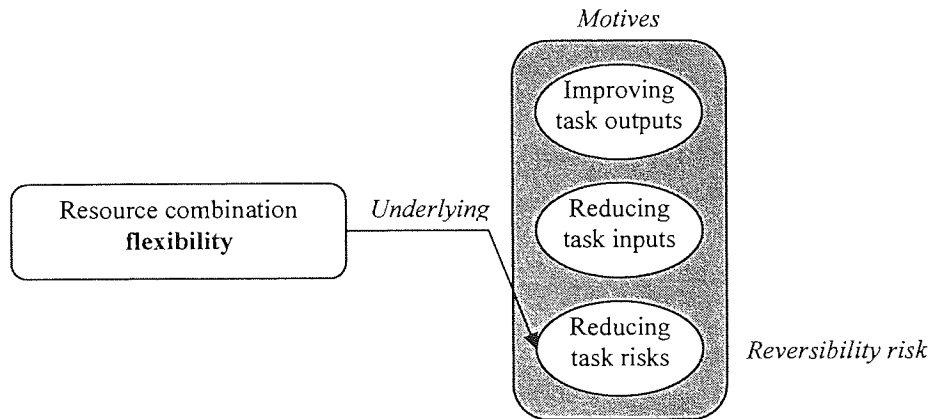 Motives
Improving
task outputs
Resource combination
flexibility
Underlying
Reducing
task inputs
Reducing
task risks
Reversibility risk